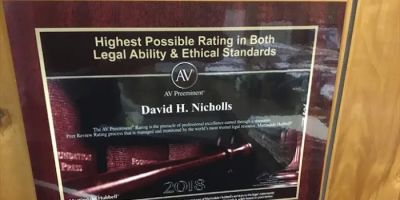 Highest Possible Rating in Both
Legal Ability & Ethical Standards
AV
AV Preeminent®
David H. Nicholls
The AV Preeminent® Rating is the pinnacle of professional excellence earned through a
Peer Review Rating process that is managed and monitored by the world's most trusted legal resource, Martindale-Hubbell®
FOUNDATION
PRESS
2018